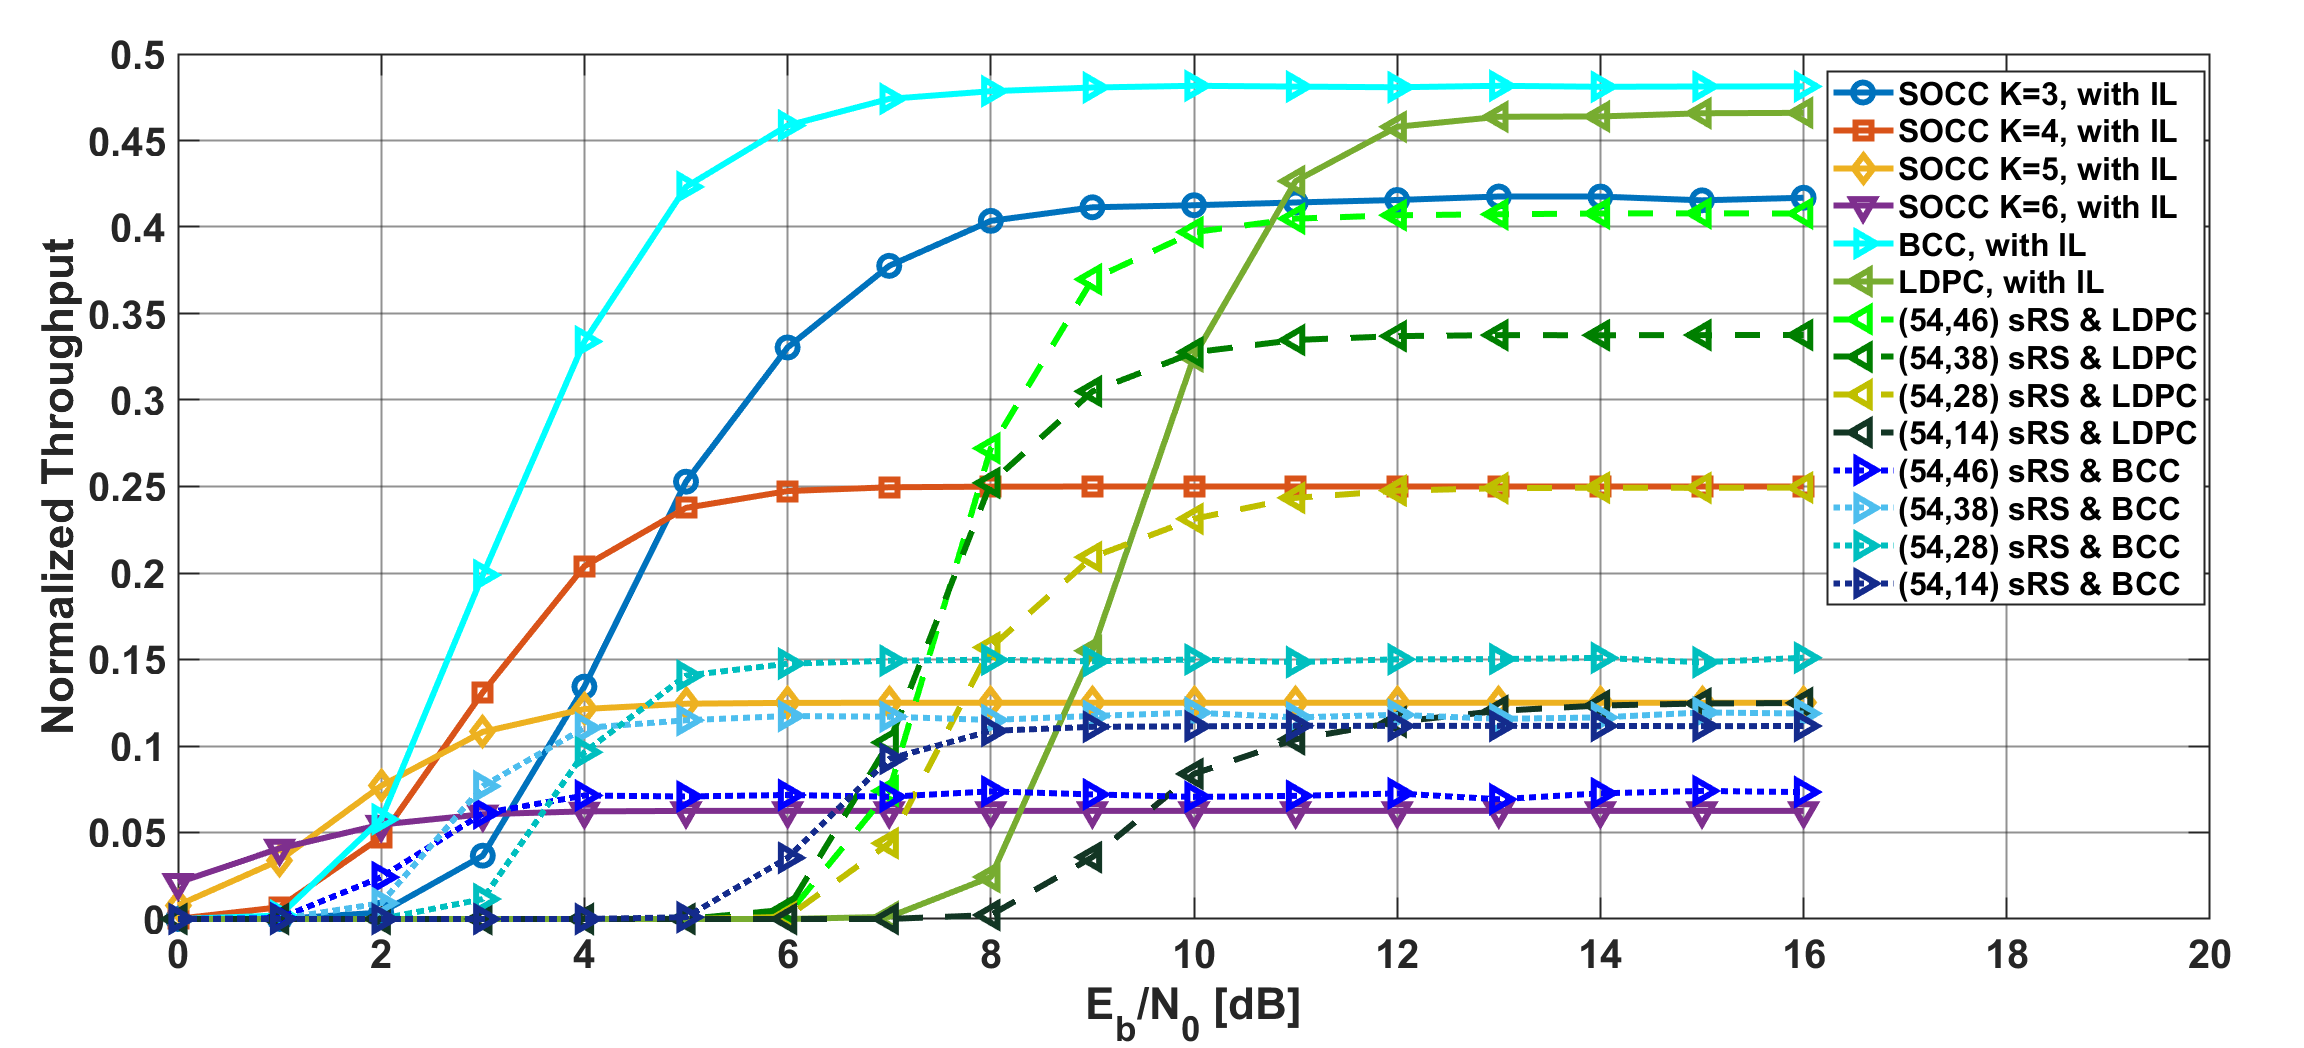 Normalized Throughput
0.5
0.45
0.4
0.35
0.3
0.25
0.2
0.15
0.1
0.05
0
0 2 4 6 8 10 12 14 16 18 20
E_b/N_0 [dB]
SOCC K=3, with IL
SOCC K=4, with IL
SOCC K=5, with IL
SOCC K=6, with IL
BCC, with IL
LDPC, with IL
(54,46) sRS & LDPC
(54,38) sRS & LDPC
(54,28) sRS & LDPC
(54,14) sRS & LDPC
(54,46) sRS & BCC
(54,38) sRS & BCC
(54,28) sRS & BCC
(54,14) sRS & BCC